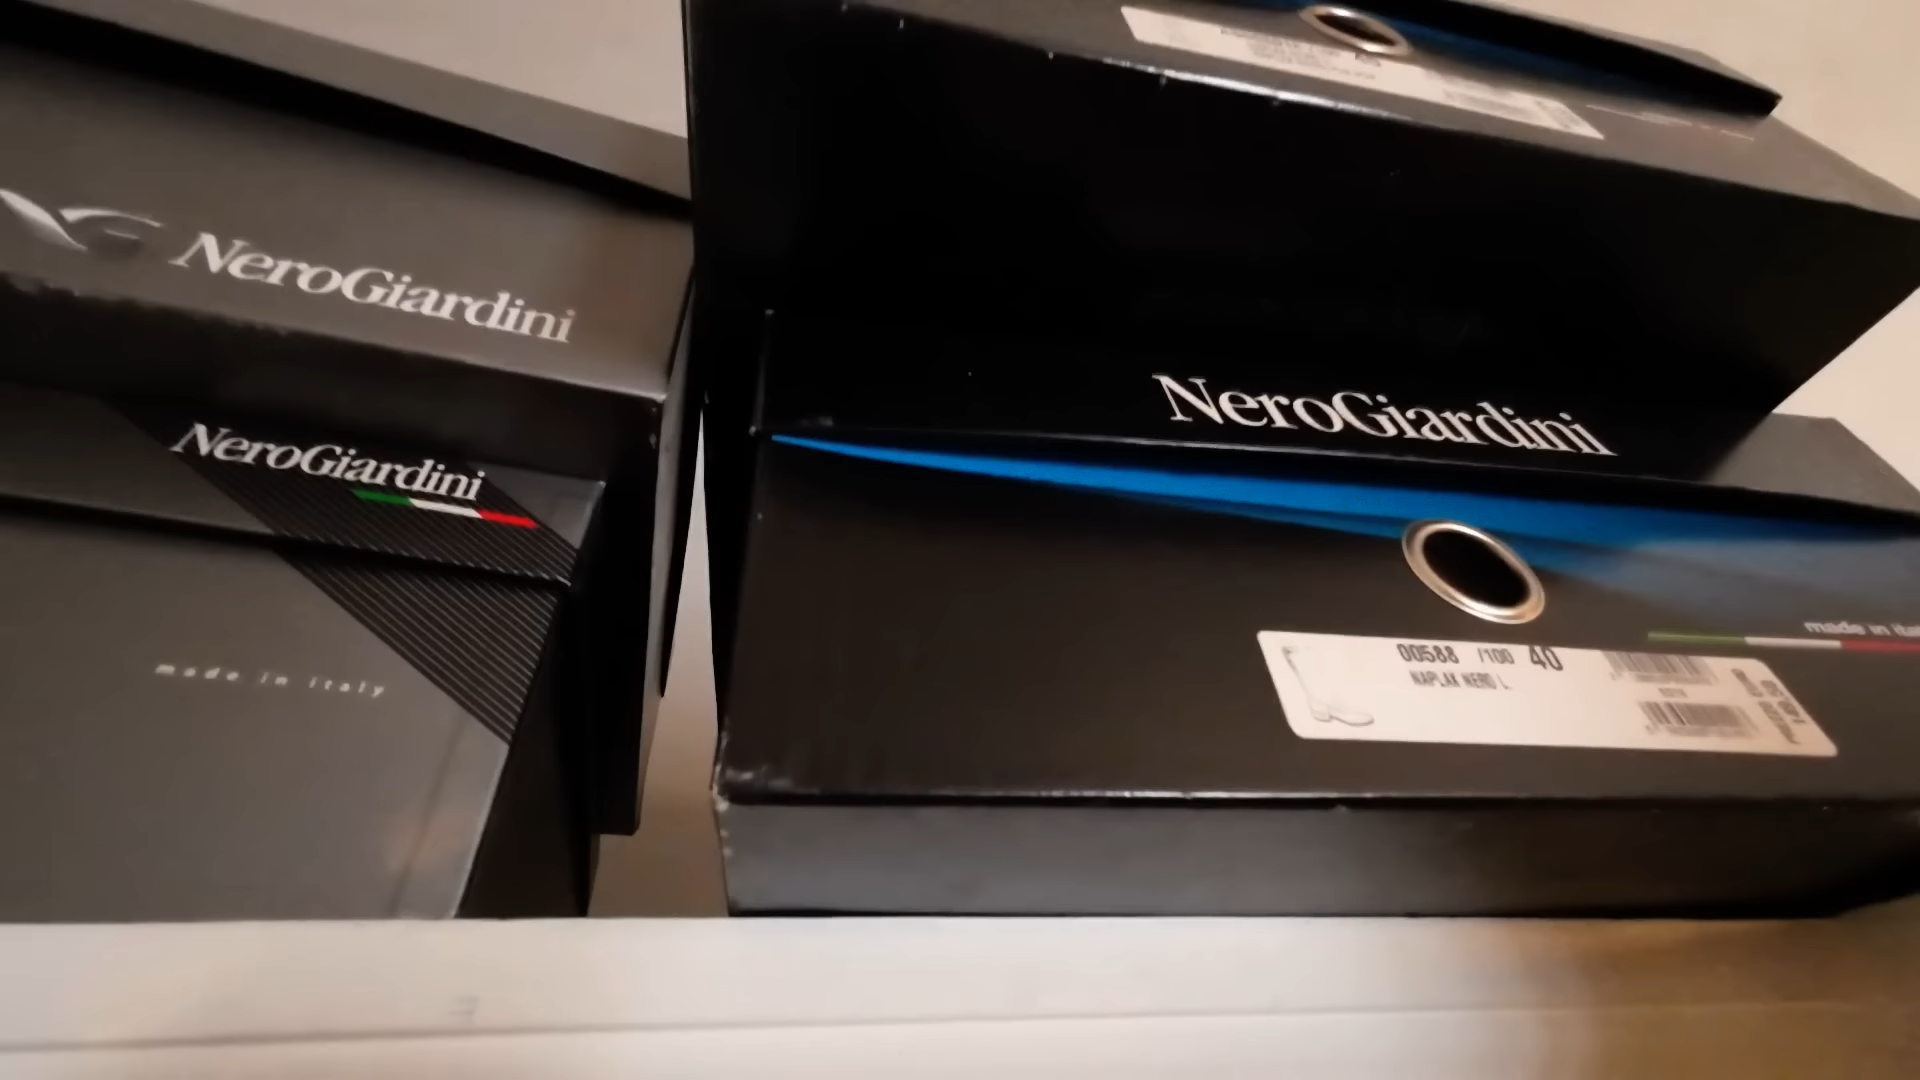 NeroGiardini
NeroGiardini
made in italy
NeroGiardini
made in ita
00588 /100 40
NAPLAK NERO L.